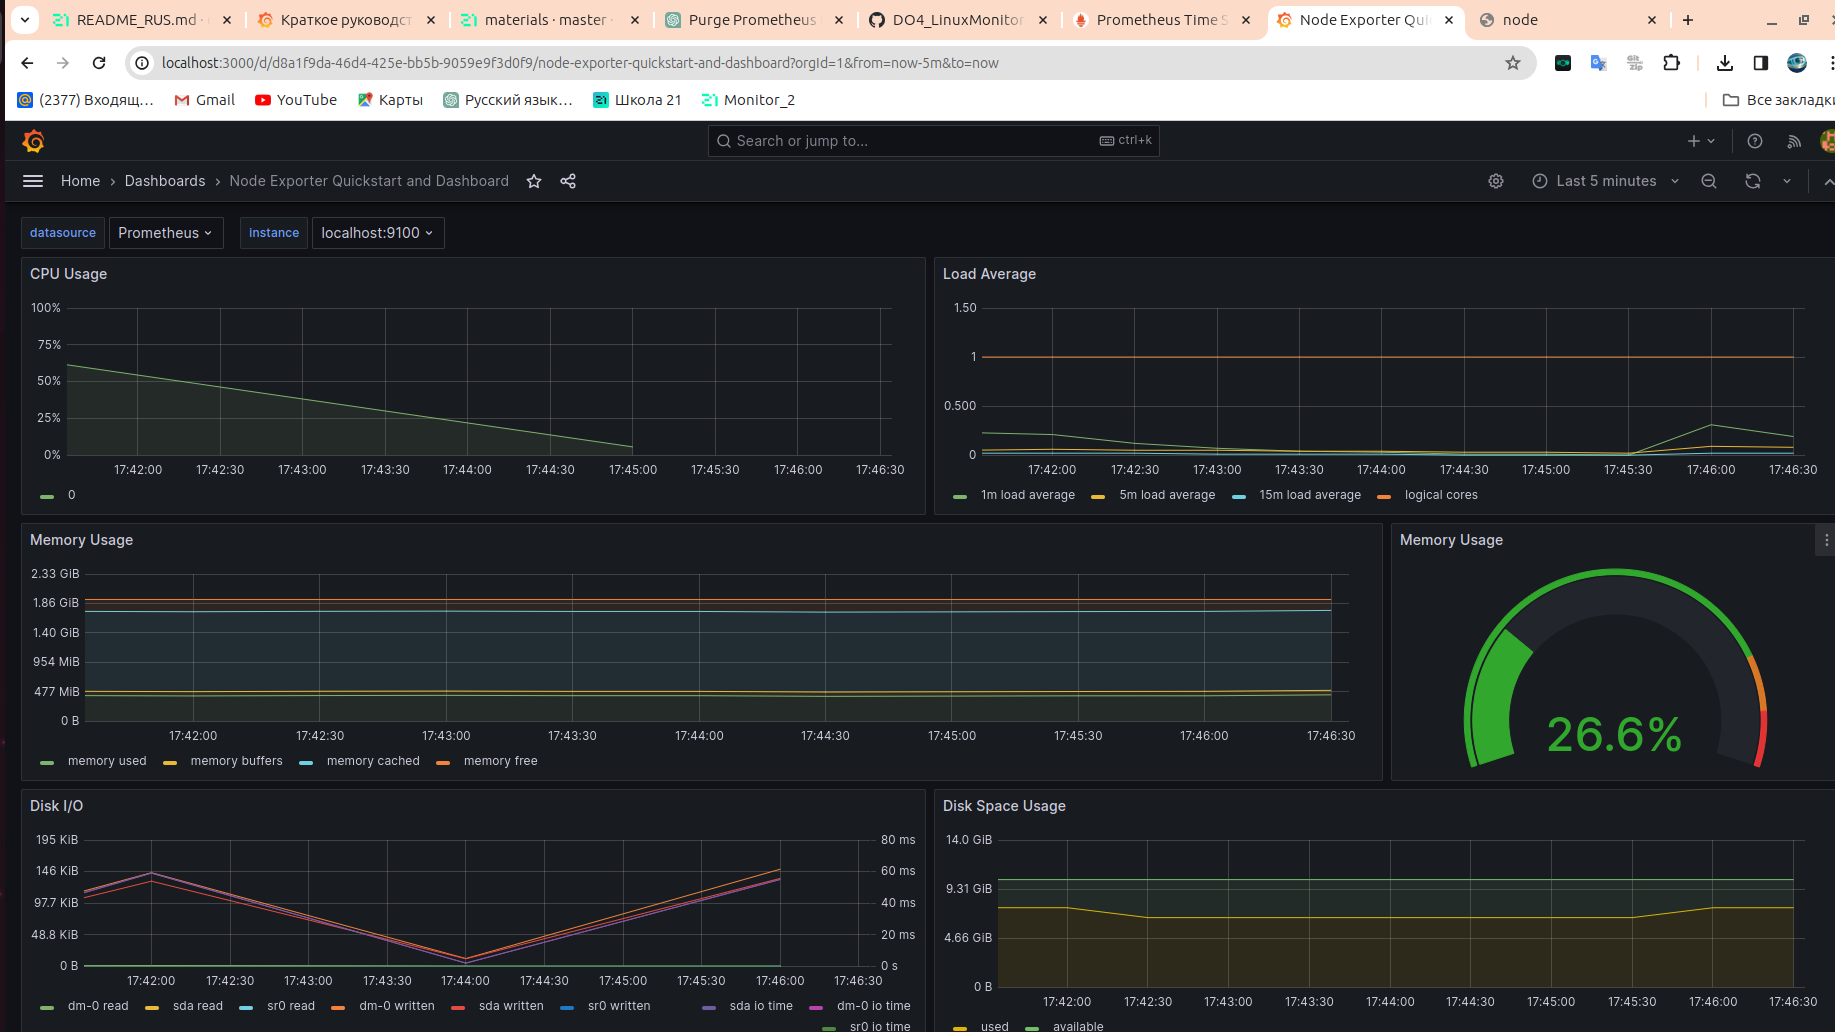 README_RUS.md · Краткое руководст materials · master · Purge Prometheus DO4_LinuxMonitor Prometheus Time S Node Exporter Qui node
localhost:3000/d/d8a1f9da-46d4-425e-bb5b-9059e9f3d0f9/node-exporter-quickstart-and-dashboard?orgId=1&from=now-5m&to=now
(2377) Входящ... Gmail YouTube Карты Русский язык... Школа 21 Monitor_2 Все закладки
Search or jump to... ctrl+k
Home › Dashboards › Node Exporter Quickstart and Dashboard Last 5 minutes
datasource Prometheus instance localhost:9100
CPU Usage
100%
75%
50%
25%
0%
17:42:00 17:42:30 17:43:00 17:43:30 17:44:00 17:44:30 17:45:00 17:45:30 17:46:00 17:46:30
0
Load Average
1.50
1
0.500
0
17:42:00 17:42:30 17:43:00 17:43:30 17:44:00 17:44:30 17:45:00 17:45:30 17:46:00 17:46:30
1m load average 5m load average 15m load average logical cores
Memory Usage
2.33 GiB
1.86 GiB
1.40 GiB
954 MiB
477 MiB
0 B
17:42:00 17:42:30 17:43:00 17:43:30 17:44:00 17:44:30 17:45:00 17:45:30 17:46:00 17:46:30
memory used memory buffers memory cached memory free
Memory Usage
26.6%
Disk I/O
195 KiB 80 ms
146 KiB 60 ms
97.7 KiB 40 ms
48.8 KiB 20 ms
0 B 0 s
17:42:00 17:42:30 17:43:00 17:43:30 17:44:00 17:44:30 17:45:00 17:45:30 17:46:00 17:46:30
dm-0 read sda read sr0 read dm-0 written sda written sr0 written sda io time dm-0 io time
sr0 io time
Disk Space Usage
14.0 GiB
9.31 GiB
4.66 GiB
0 B
17:42:00 17:42:30 17:43:00 17:43:30 17:44:00 17:44:30 17:45:00 17:45:30 17:46:00 17:46:30
used available